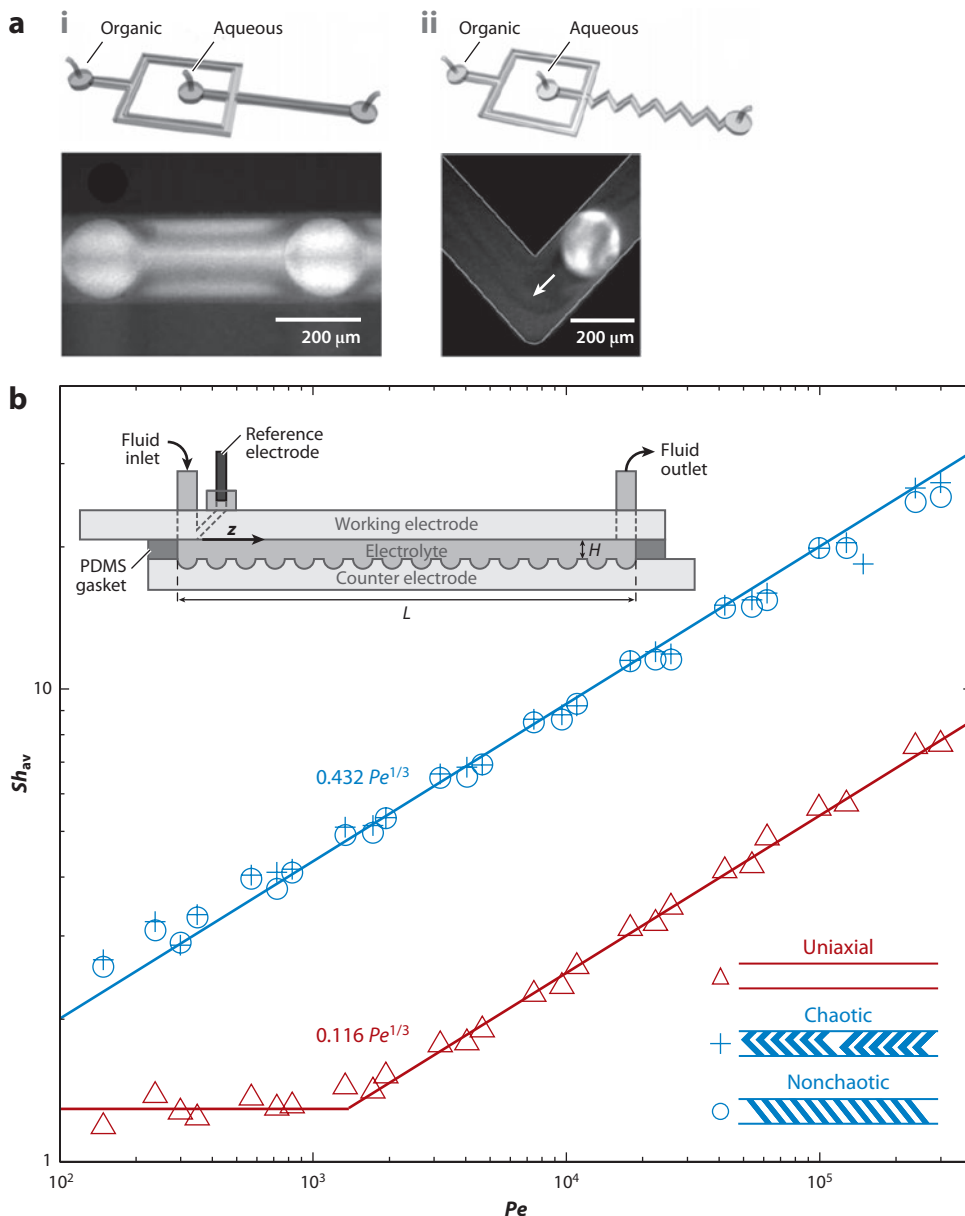 a
i
Organic
Aqueous
ii
Organic
Aqueous
200 μm
200 μm
b
Fluid
inlet
Reference
electrode
Fluid
outlet
Working electrode
z
Electrolyte
H
PDMS
gasket
Counter electrode
L
20
10
Sh_av
0.432 Pe^1/3
0.116 Pe^1/3
Uniaxial
Chaotic
Nonchaotic
1
10^2
10^3
10^4
10^5
Pe